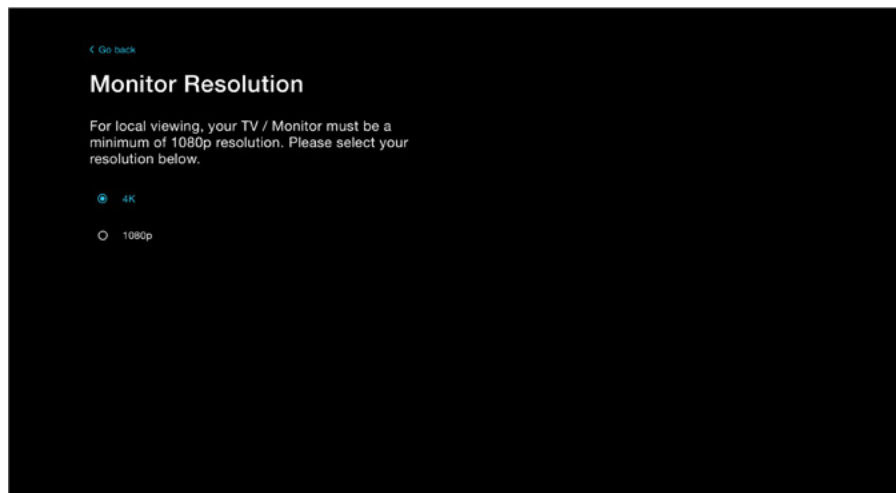 Go back
Monitor Resolution
For local viewing, your TV / Monitor must be a
minimum of 1080p resolution. Please select your
resolution below.
4K
1080p